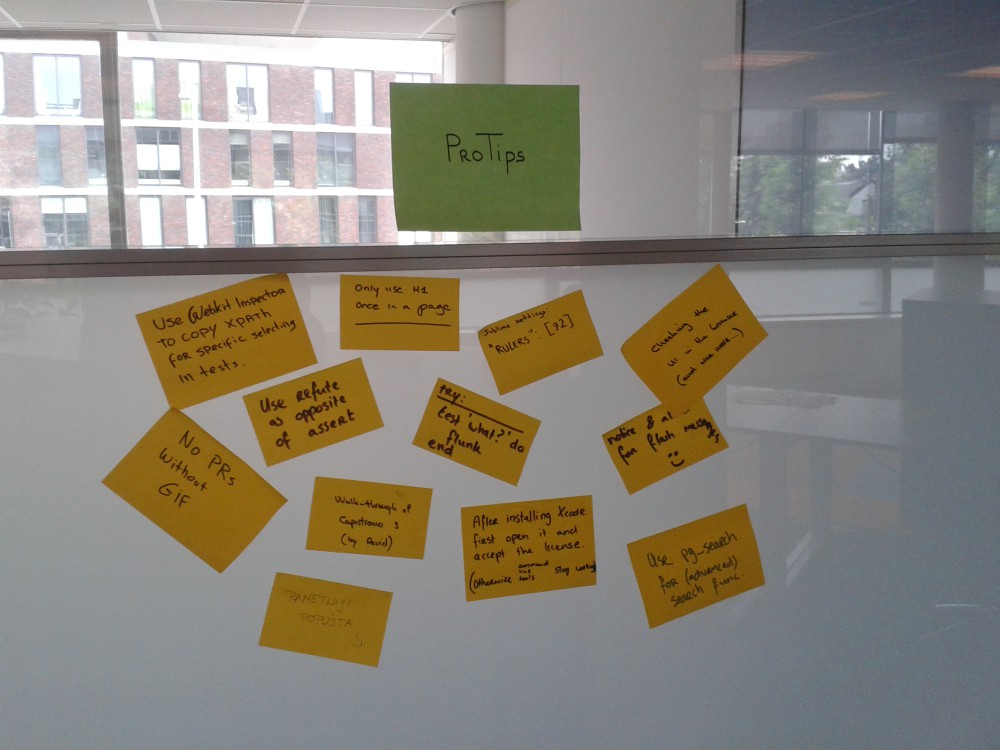 ProTips
Use Webkit Inspector
to copy XPath
for specific selecting
in tests.
Only use H1
once in a page
Sublime settings:
"RULERS": [92]
Checking the
UI in the browser
(and also more...)
Use refute
as opposite
of assert
try:
test 'what?' do
flunk
end
notice & al
for flash messages
No PRs
without
GIF
Walk-through of
Capistrano 3
(by David)
After installing Xcode
first open it and
accept the license.
(Otherwise command line tools stop working)
Use pg_search
for (advanced)
search func.
PAMETNIJI
POPUŠTA